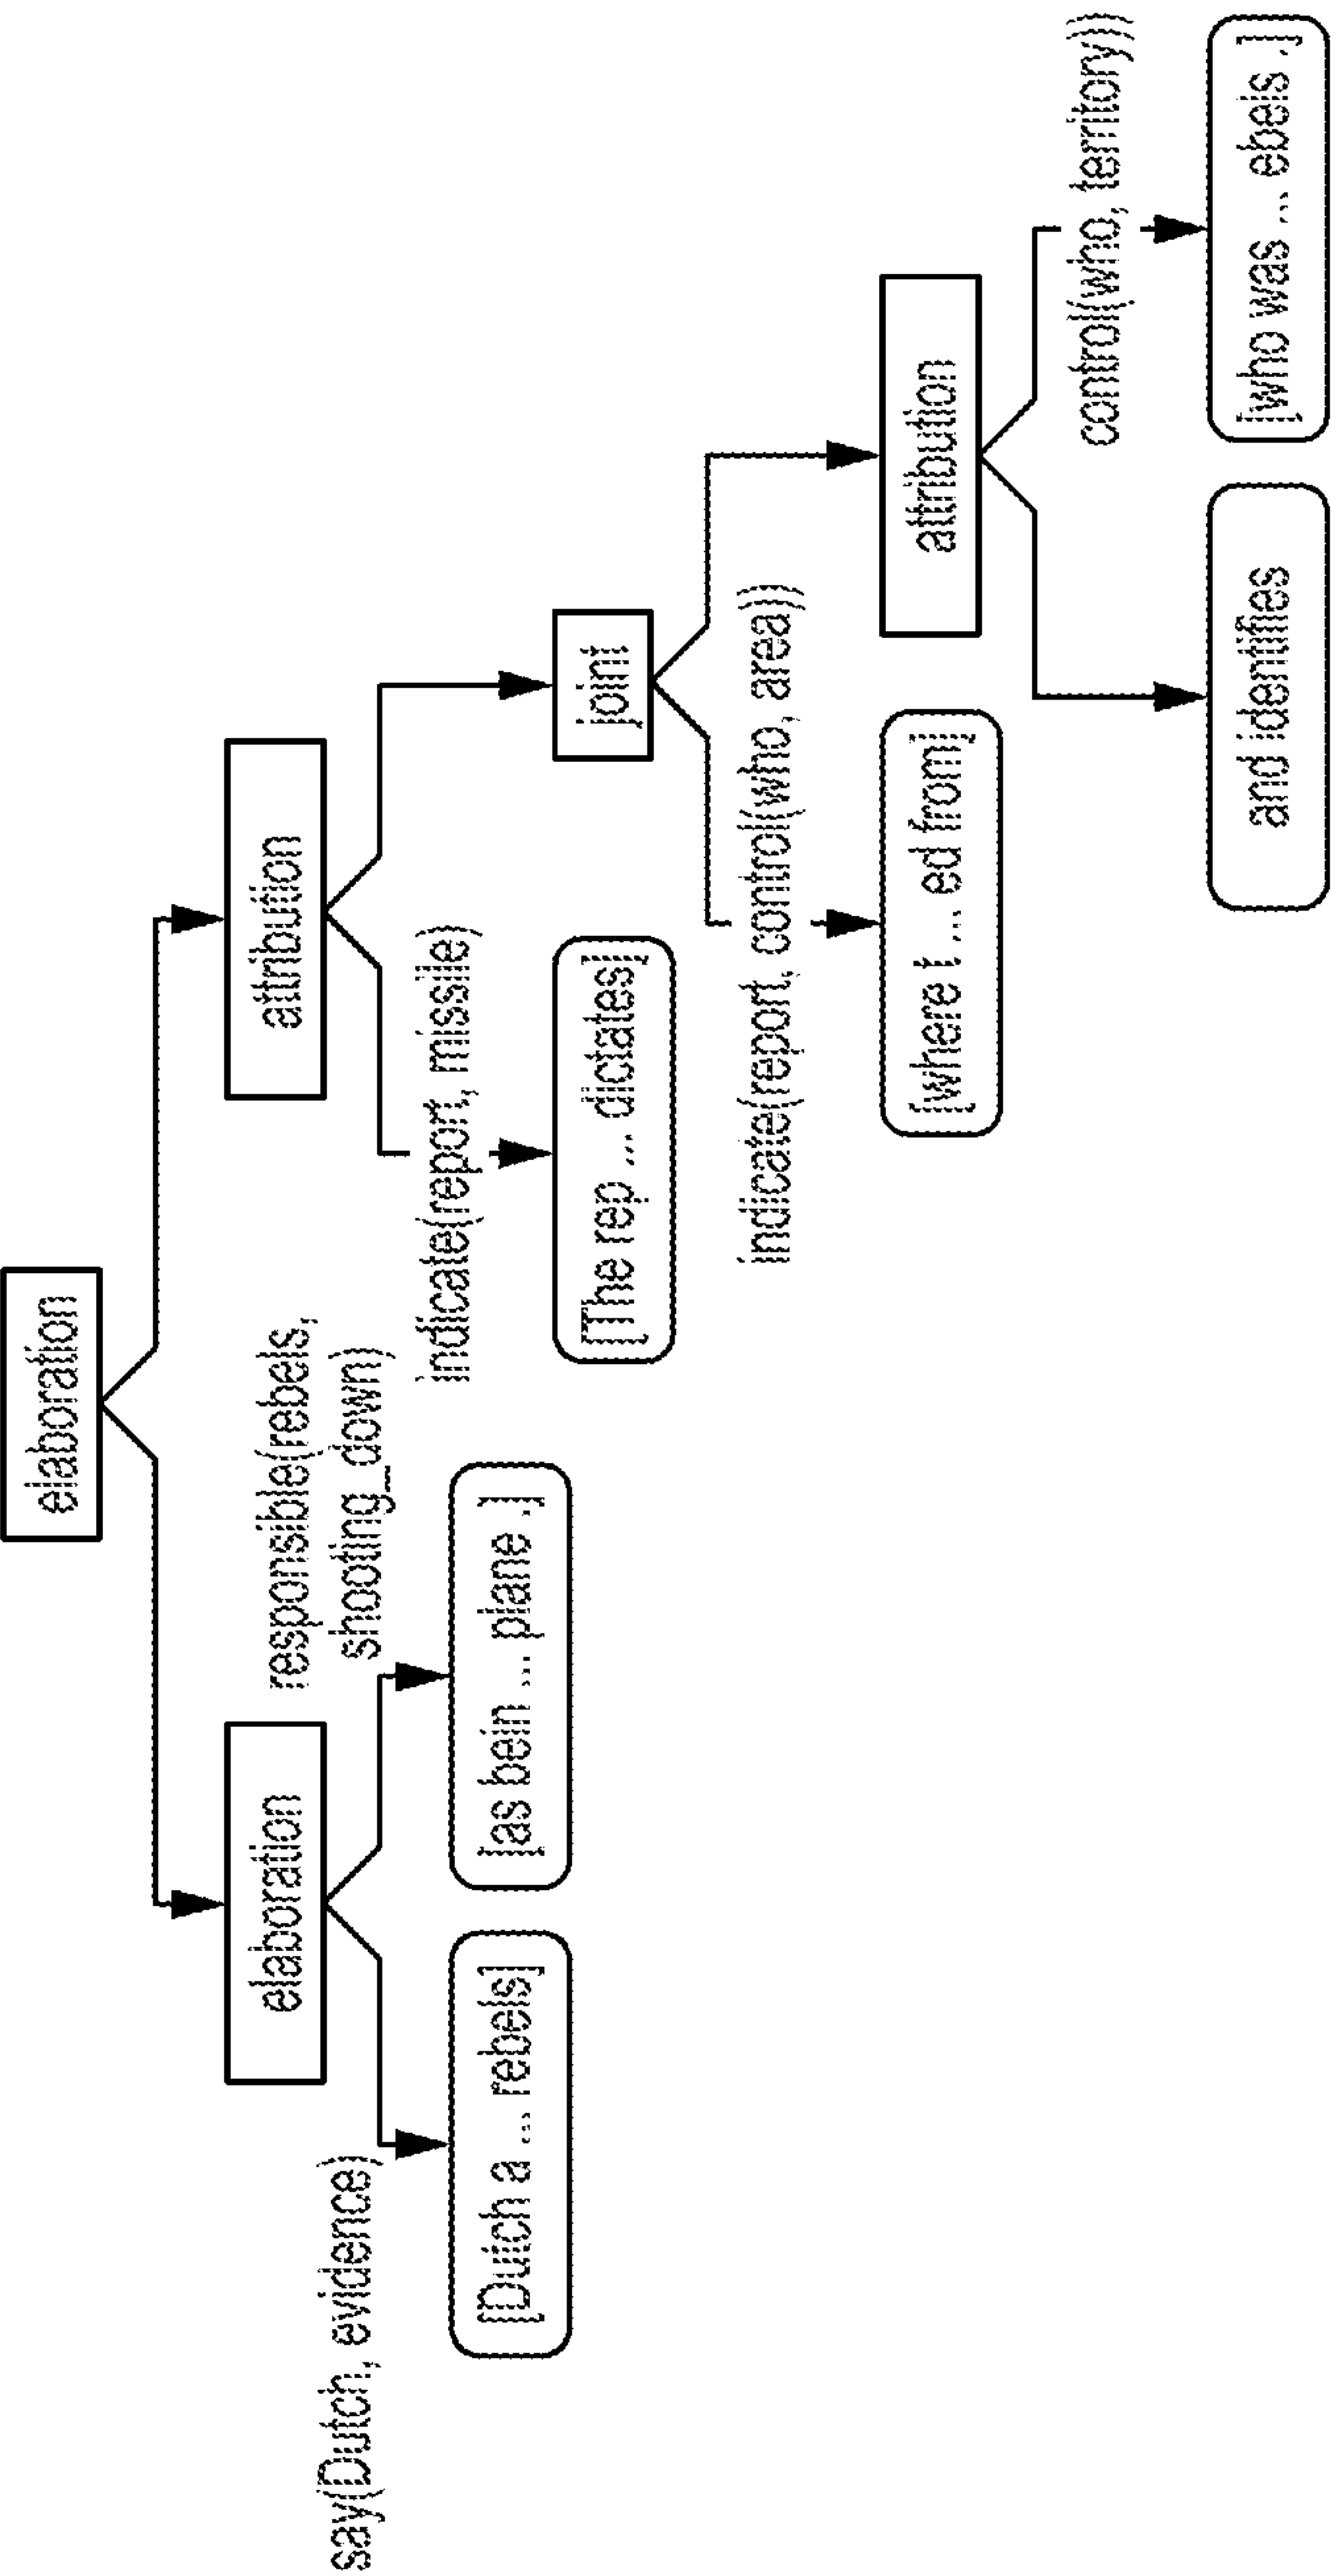 elaboration
elaboration
attribution
say(Dutch, evidence)
responsible(rebels,
shooting_down)
indicate(report, missile)
joint
[Dutch a ... rebels]
[as bein ... plane ,]
[The rep ... dictates]
indicate(report, control(who, area))
attribution
[where t ... ed from]
control(who, territory))
and identifies
[who was ... ebels ,]